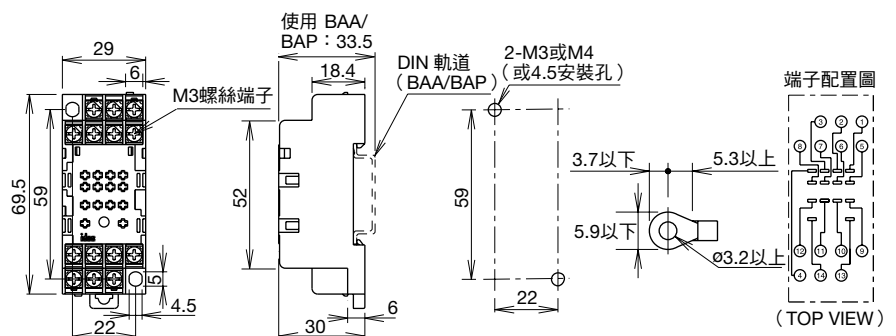 29
6
M3螺絲端子
69.5
59
22
5
4.5
idec
使用 BAA/
BAP：33.5
18.4
DIN 軌道
（BAA/BAP）
52
6
30
2-M3或M4
（或4.5安裝孔）
59
22
3.7以下
5.3以上
5.9以下
ø3.2以上
端子配置圖
3 2 1
8 7 6 5
12 11 10 9
4 14 13
（TOP VIEW）